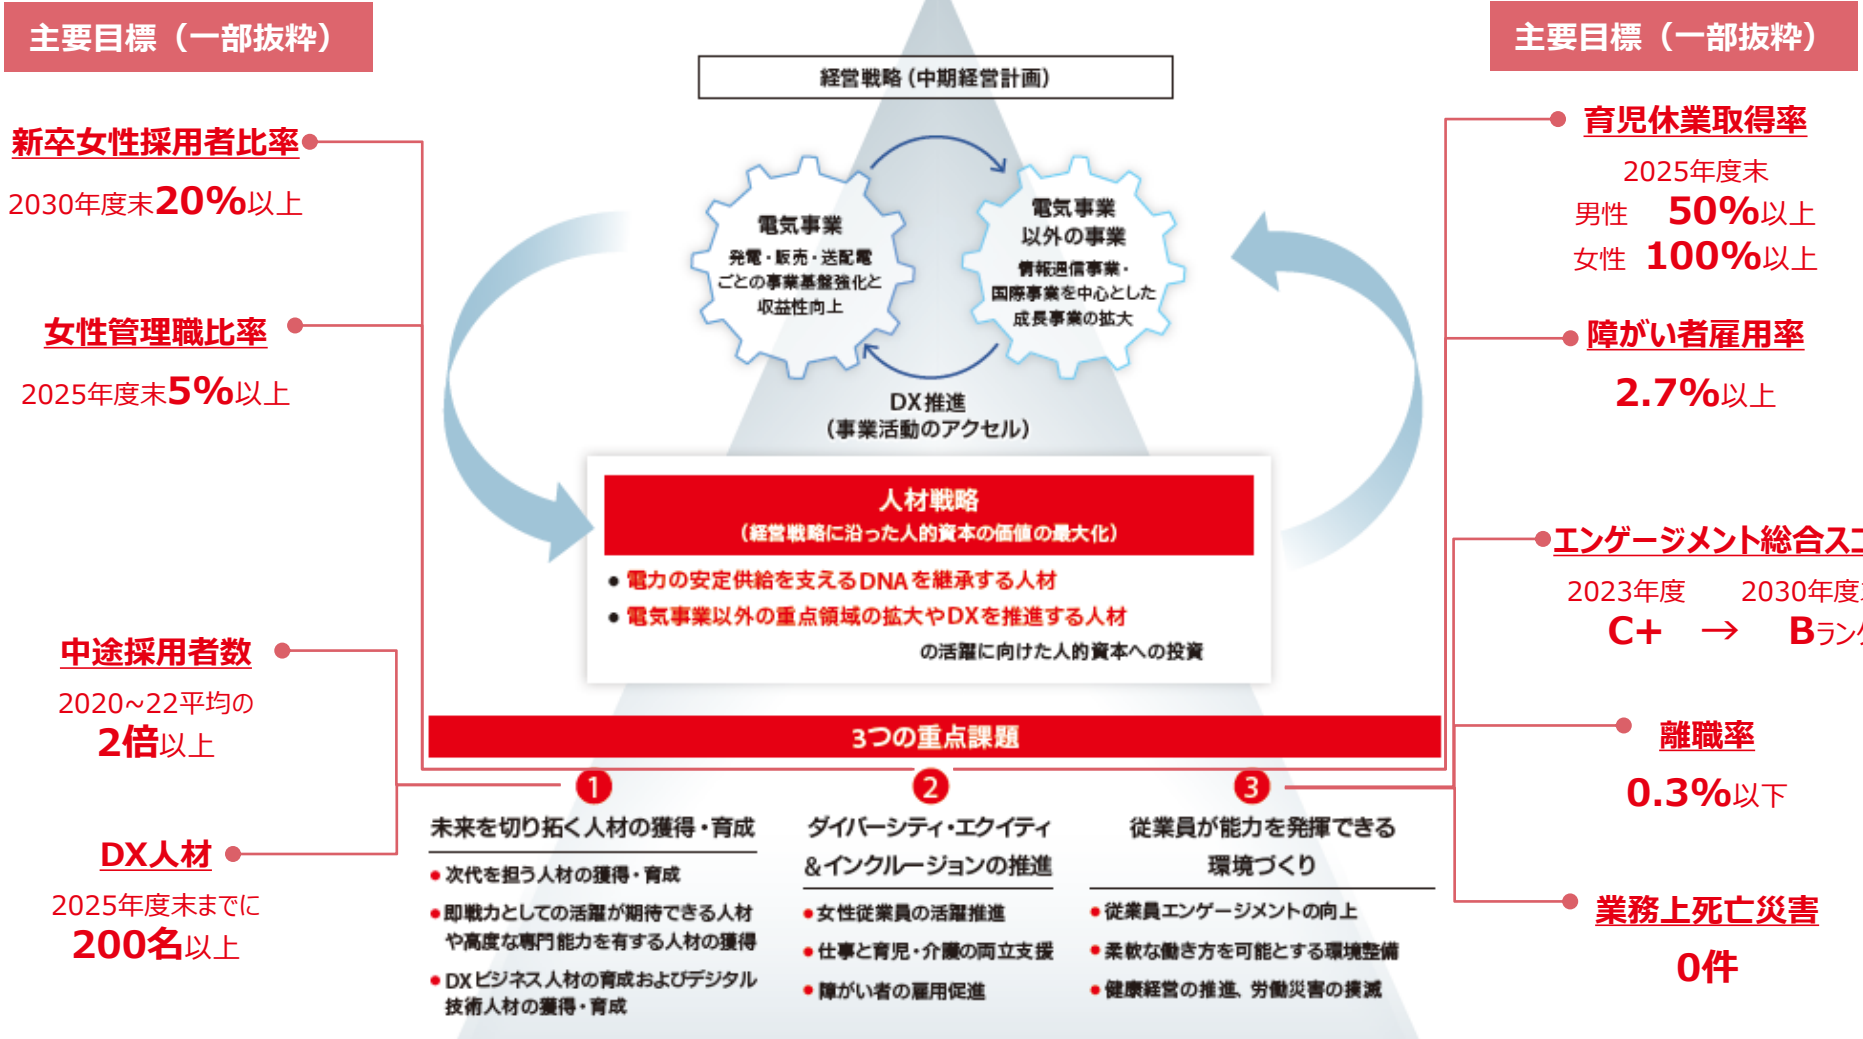 主要目標（一部抜粋）
新卒女性採用者比率
2030年度末20%以上
女性管理職比率
2025年度末5%以上
中途採用者数
2020~22平均の
2倍以上
DX人材
2025年度末までに
200名以上
経営戦略（中期経営計画）
電気事業
発電・販売・送配電
ごとの事業基盤強化と
収益性向上
電気事業
以外の事業
情報通信事業・
国際事業を中心とした
成長事業の拡大
DX推進
（事業活動のアクセル）
人材戦略
（経営戦略に沿った人的資本の価値の最大化）
● 電力の安定供給を支えるDNAを継承する人材
● 電気事業以外の重点領域の拡大やDXを推進する人材
の活躍に向けた人的資本への投資
3つの重点課題
1
未来を切り拓く人材の獲得・育成
● 次代を担う人材の獲得・育成
● 即戦力としての活躍が期待できる人材
や高度な専門能力を有する人材の獲得
● DXビジネス人材の育成およびデジタル
技術人材の獲得・育成
2
ダイバーシティ・エクイティ
&インクルージョンの推進
● 女性従業員の活躍推進
● 仕事と育児・介護の両立支援
● 障がい者の雇用促進
3
従業員が能力を発揮できる
環境づくり
● 従業員エンゲージメントの向上
● 柔軟な働き方を可能とする環境整備
● 健康経営の推進、労働災害の撲滅
主要目標（一部抜粋）
育児休業取得率
2025年度末
男性 50%以上
女性 100%以上
障がい者雇用率
2.7%以上
エンゲージメント総合スコ
2023年度 2030年度
C+ → Bラン
離職率
0.3%以下
業務上死亡災害
0件